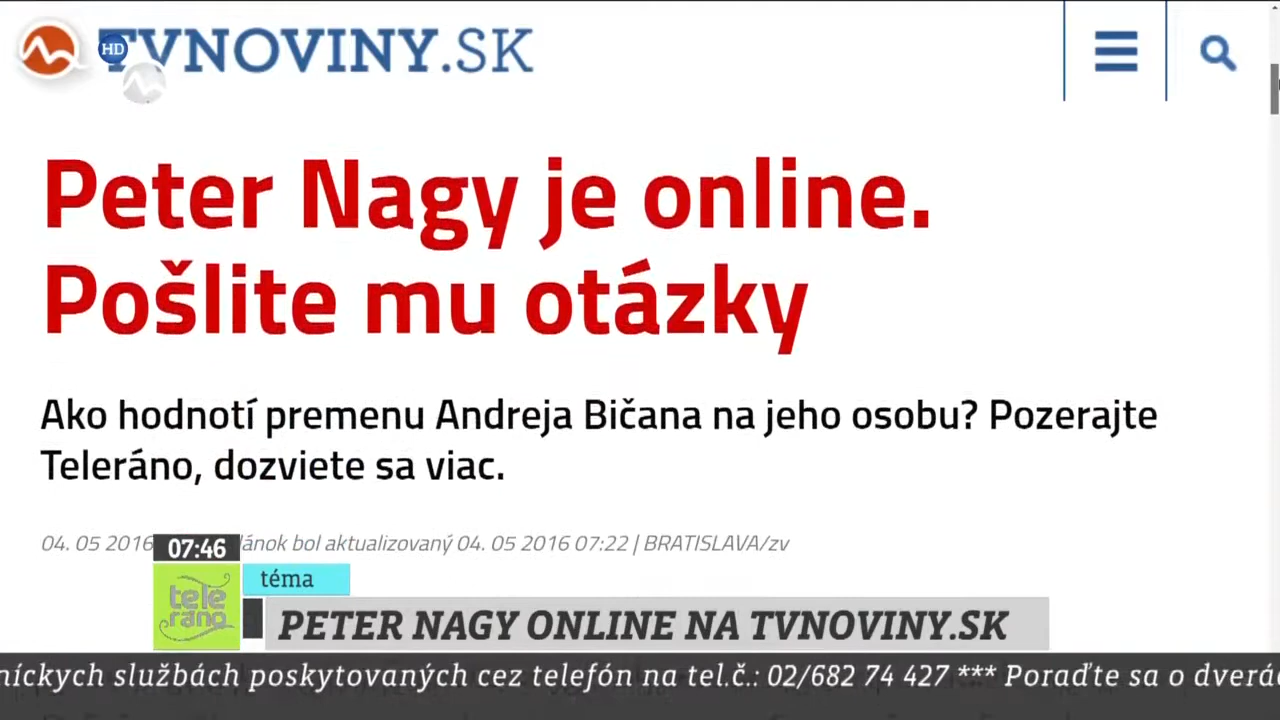 HD TVNOVINY.SK
Peter Nagy je online.
Pošlite mu otázky
Ako hodnotí premenu Andreja Bičana na jeho osobu? Pozerajte
Teleráno, dozviete sa viac.
04. 05 2016 lánok bol aktualizovaný 04. 05 2016 07:22 | BRATISLAVA/zv
07:46
téma
tele
ráno
PETER NAGY ONLINE NA TVNOVINY.SK
níckych službách poskytovaných cez telefón na tel.č.: 02/682 74 427 *** Poraďte sa o dverá